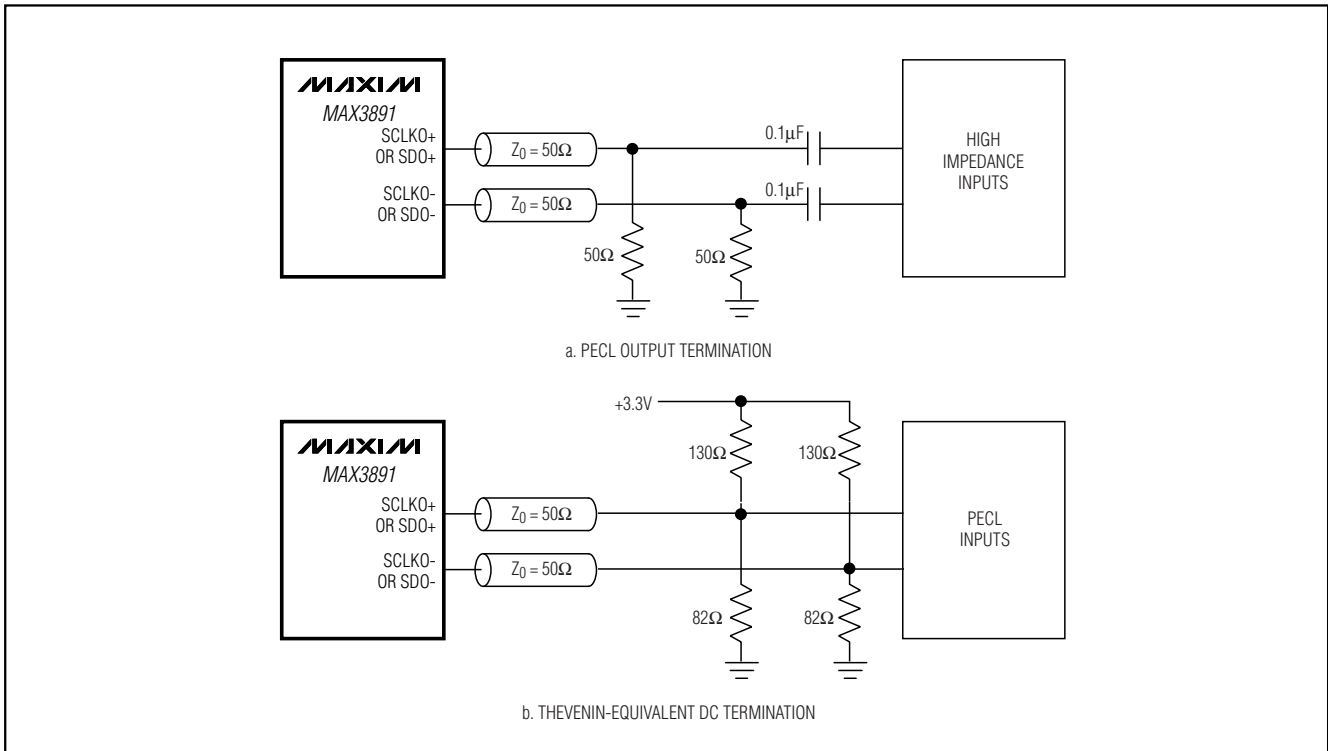 MAXIM
MAX3891
SCLKO+
OR SDO+
SCLKO-
OR SDO-
Z0 = 50Ω
Z0 = 50Ω
0.1µF
0.1µF
50Ω
50Ω
HIGH
IMPEDANCE
INPUTS
a. PECL OUTPUT TERMINATION
+3.3V
130Ω
130Ω
MAXIM
MAX3891
SCLKO+
OR SDO+
SCLKO-
OR SDO-
Z0 = 50Ω
Z0 = 50Ω
82Ω
82Ω
PECL
INPUTS
b. THEVENIN-EQUIVALENT DC TERMINATION